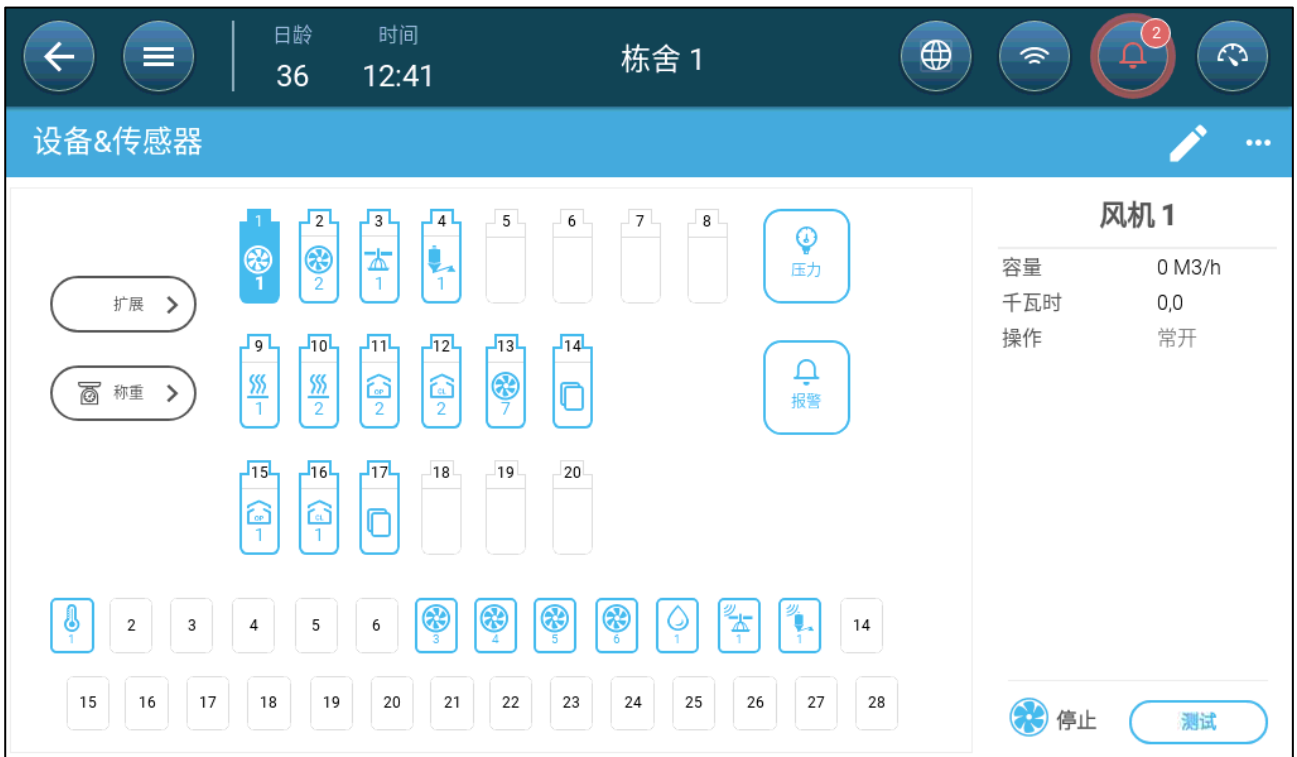 日龄 时间
36 12:41 栋舍 1 2
设备&传感器
1 2 3 4 5 6 7 8
1 2 1 1
压力
扩展
9 10 11 12 13 14
OP CL
1 2 2 2 7
报警
称重
15 16 17 18 19 20
OP CL
1 1
1 2 3 4 5 6 3 4 5 6 1 1 1 14
15 16 17 18 19 20 21 22 23 24 25 26 27 28
风机 1
容量 0 M3/h
千瓦时 0,0
操作 常开
停止 测试